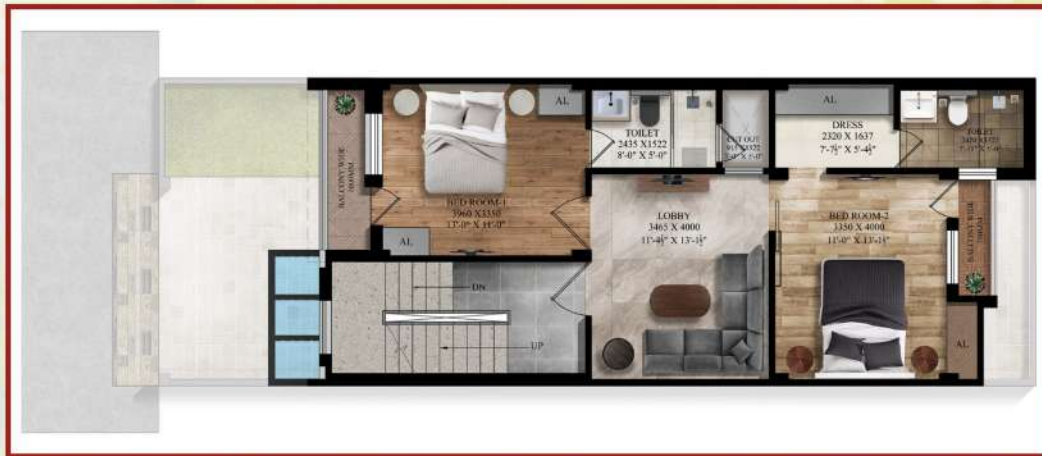 AL
BED ROOM-1
3960 X3350
13'-0" X 11'-0"
AL
BALCONY WIDE
TOILET
2435 X1522
8'-0" X 5'-0"
CUT OUT
AL
DRESS
2320 X 1637
7'-7½" X 5'-4½"
TOILET
LOBBY
3465 X 4000
11'-4½" X 13'-1½"
BED ROOM-2
3350 X 4000
11'-0" X 13'-1½"
BALCONY WIDE
AL
DN
UP